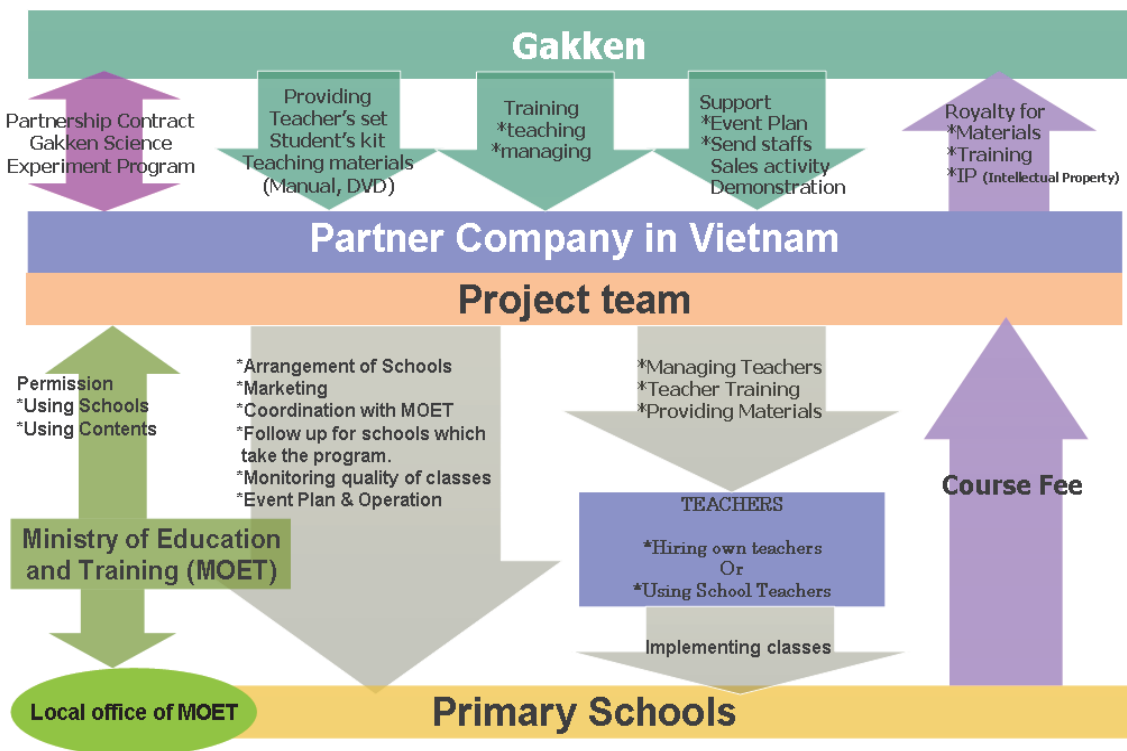 Gakken
Partnership Contract
Gakken Science
Experiment Program
Providing
Teacher's set
Student's kit
Teaching materials
(Manual, DVD)
Training
*teaching
*managing
Support
*Event Plan
*Send staffs
Sales activity
Demonstration
Royalty for
*Materials
*Training
*IP (Intellectual Property)
Partner Company in Vietnam
Project team
Permission
*Using Schools
*Using Contents
*Arrangement of Schools
*Marketing
*Coordination with MOET
*Follow up for schools which
take the program.
*Monitoring quality of classes
*Event Plan & Operation
*Managing Teachers
*Teacher Training
*Providing Materials
Course Fee
Ministry of Education
and Training (MOET)
TEACHERS
*Hiring own teachers
Or
*Using School Teachers
Implementing classes
Local office of MOET
Primary Schools